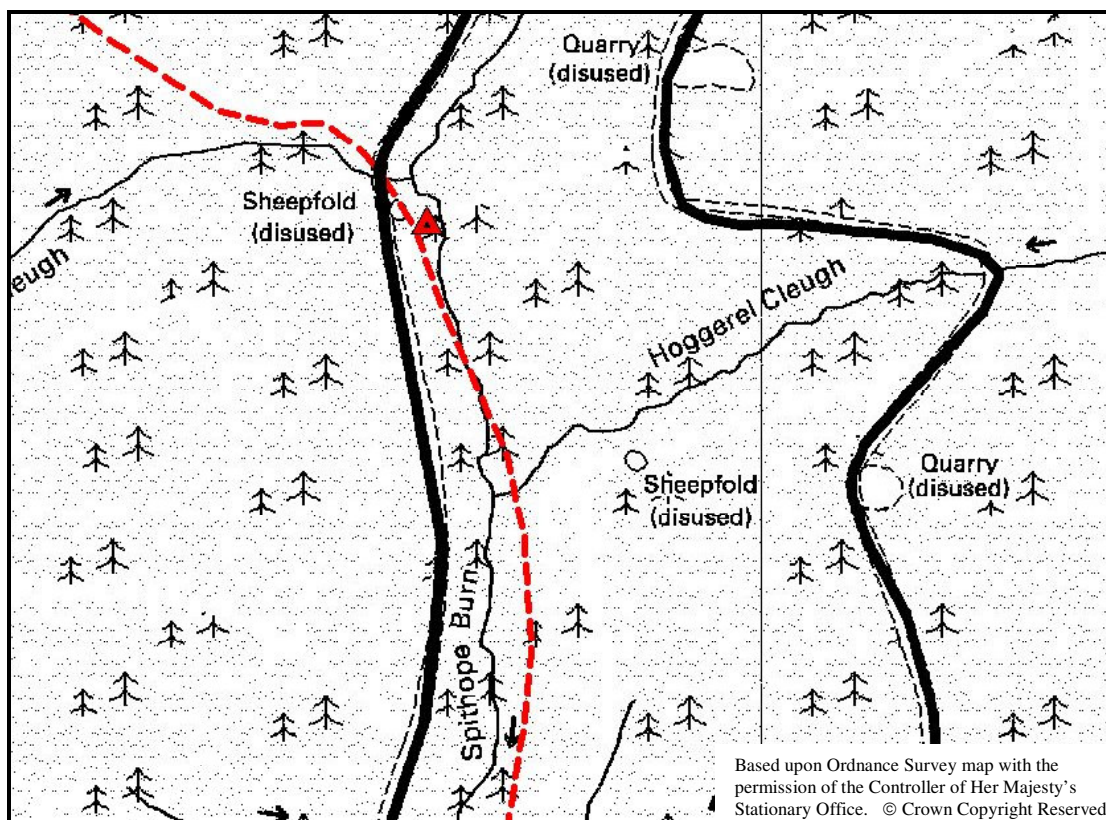 Quarry
(disused)
Sheepfold
(disused)
eugh
Hoggerel Cleugh
Quarry
(disused)
Sheepfold
(disused)
Spithope Burn
Based upon Ordnance Survey map with the
permission of the Controller of Her Majesty’s
Stationary Office. © Crown Copyright Reserved